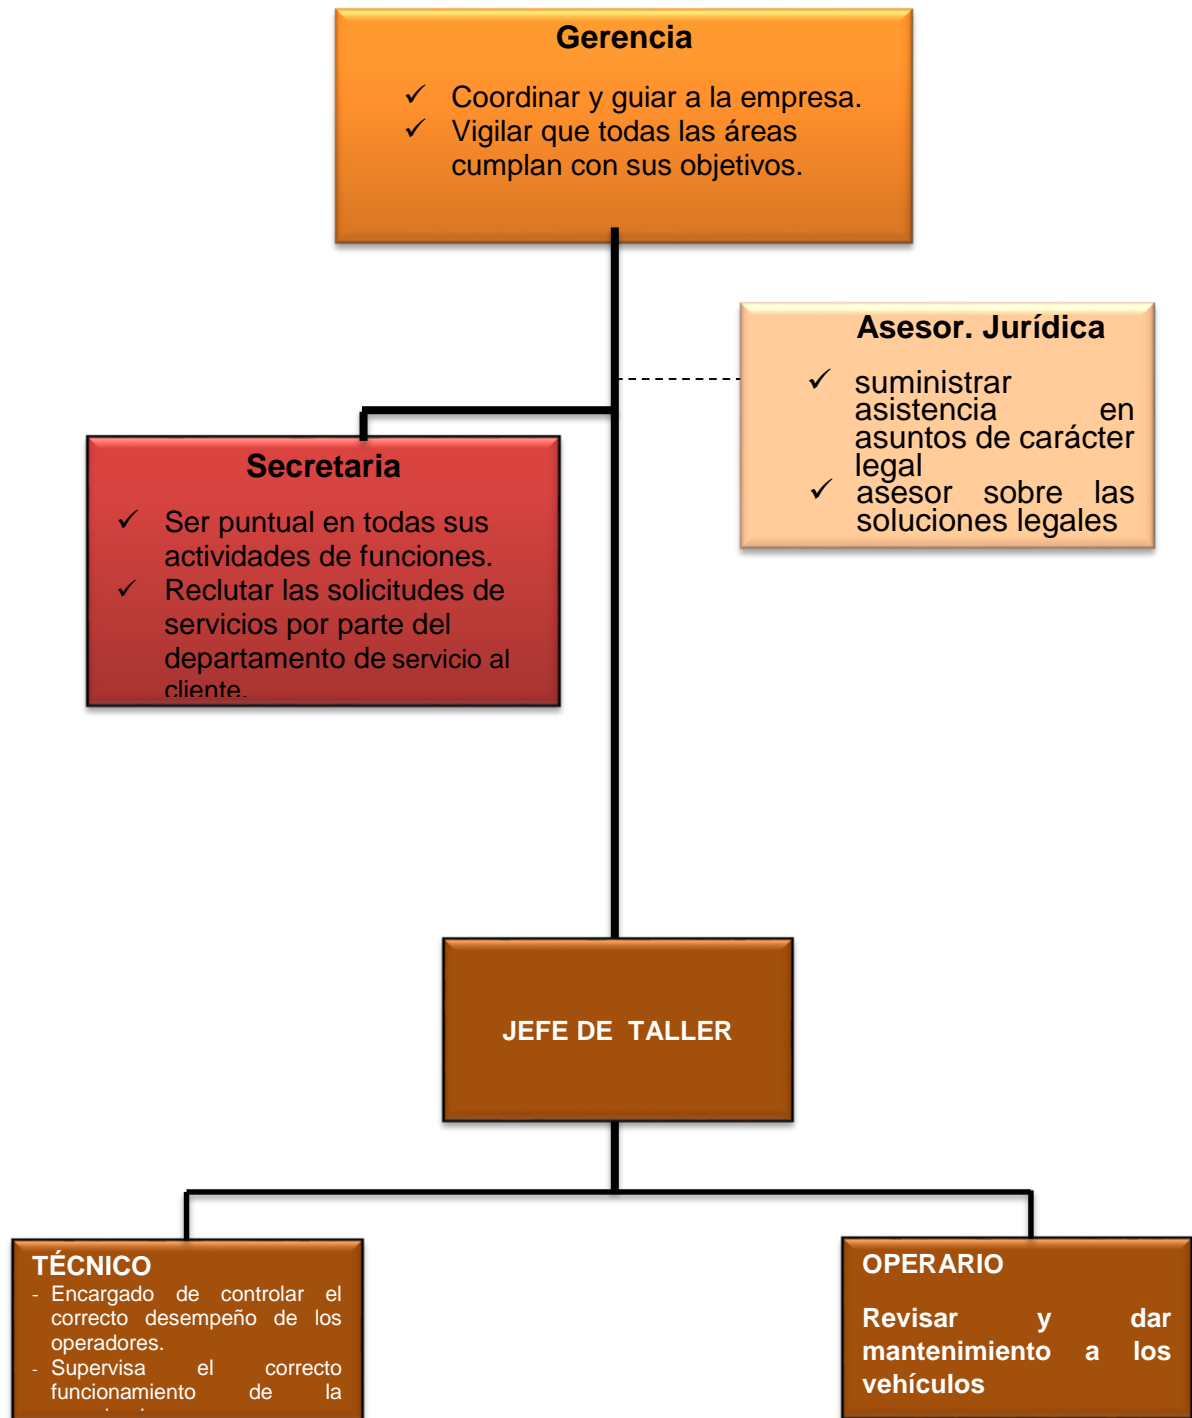 Gerencia
✓ Coordinar y guiar a la empresa.
✓ Vigilar que todas las áreas
cumplan con sus objetivos.
Asesor. Jurídica
✓ suministrar
asistencia en
asuntos de carácter
legal
✓ asesor sobre las
soluciones legales
Secretaria
✓ Ser puntual en todas sus
actividades de funciones.
✓ Reclutar las solicitudes de
servicios por parte del
departamento de servicio al
cliente.
JEFE DE TALLER
TÉCNICO
- Encargado de controlar el
correcto desempeño de los
operadores.
- Supervisa el correcto
funcionamiento de la
OPERARIO
Revisar y dar
mantenimiento a los
vehículos